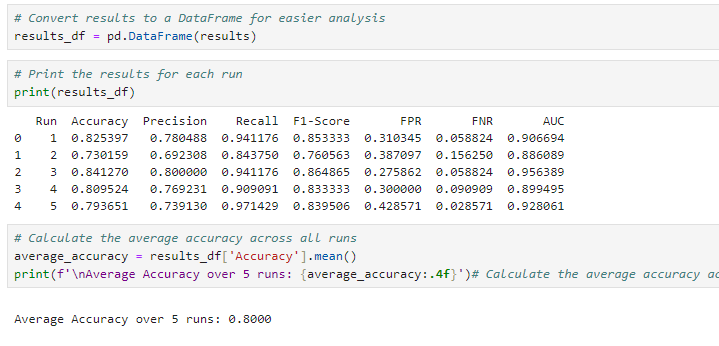 # Convert results to a DataFrame for easier analysis
results_df = pd.DataFrame(results)
# Print the results for each run
print(results_df)
   Run  Accuracy  Precision    Recall  F1-Score       FPR       FNR       AUC
0    1  0.825397   0.780488  0.941176  0.853333  0.310345  0.058824  0.906694
1    2  0.730159   0.692308  0.843750  0.760563  0.387097  0.156250  0.886089
2    3  0.841270   0.800000  0.941176  0.864865  0.275862  0.058824  0.956389
3    4  0.809524   0.769231  0.909091  0.833333  0.300000  0.090909  0.899495
4    5  0.793651   0.739130  0.971429  0.839506  0.428571  0.028571  0.928061
# Calculate the average accuracy across all runs
average_accuracy = results_df['Accuracy'].mean()
print(f'\nAverage Accuracy over 5 runs: {average_accuracy:.4f}')# Calculate the average accuracy
Average Accuracy over 5 runs: 0.8000